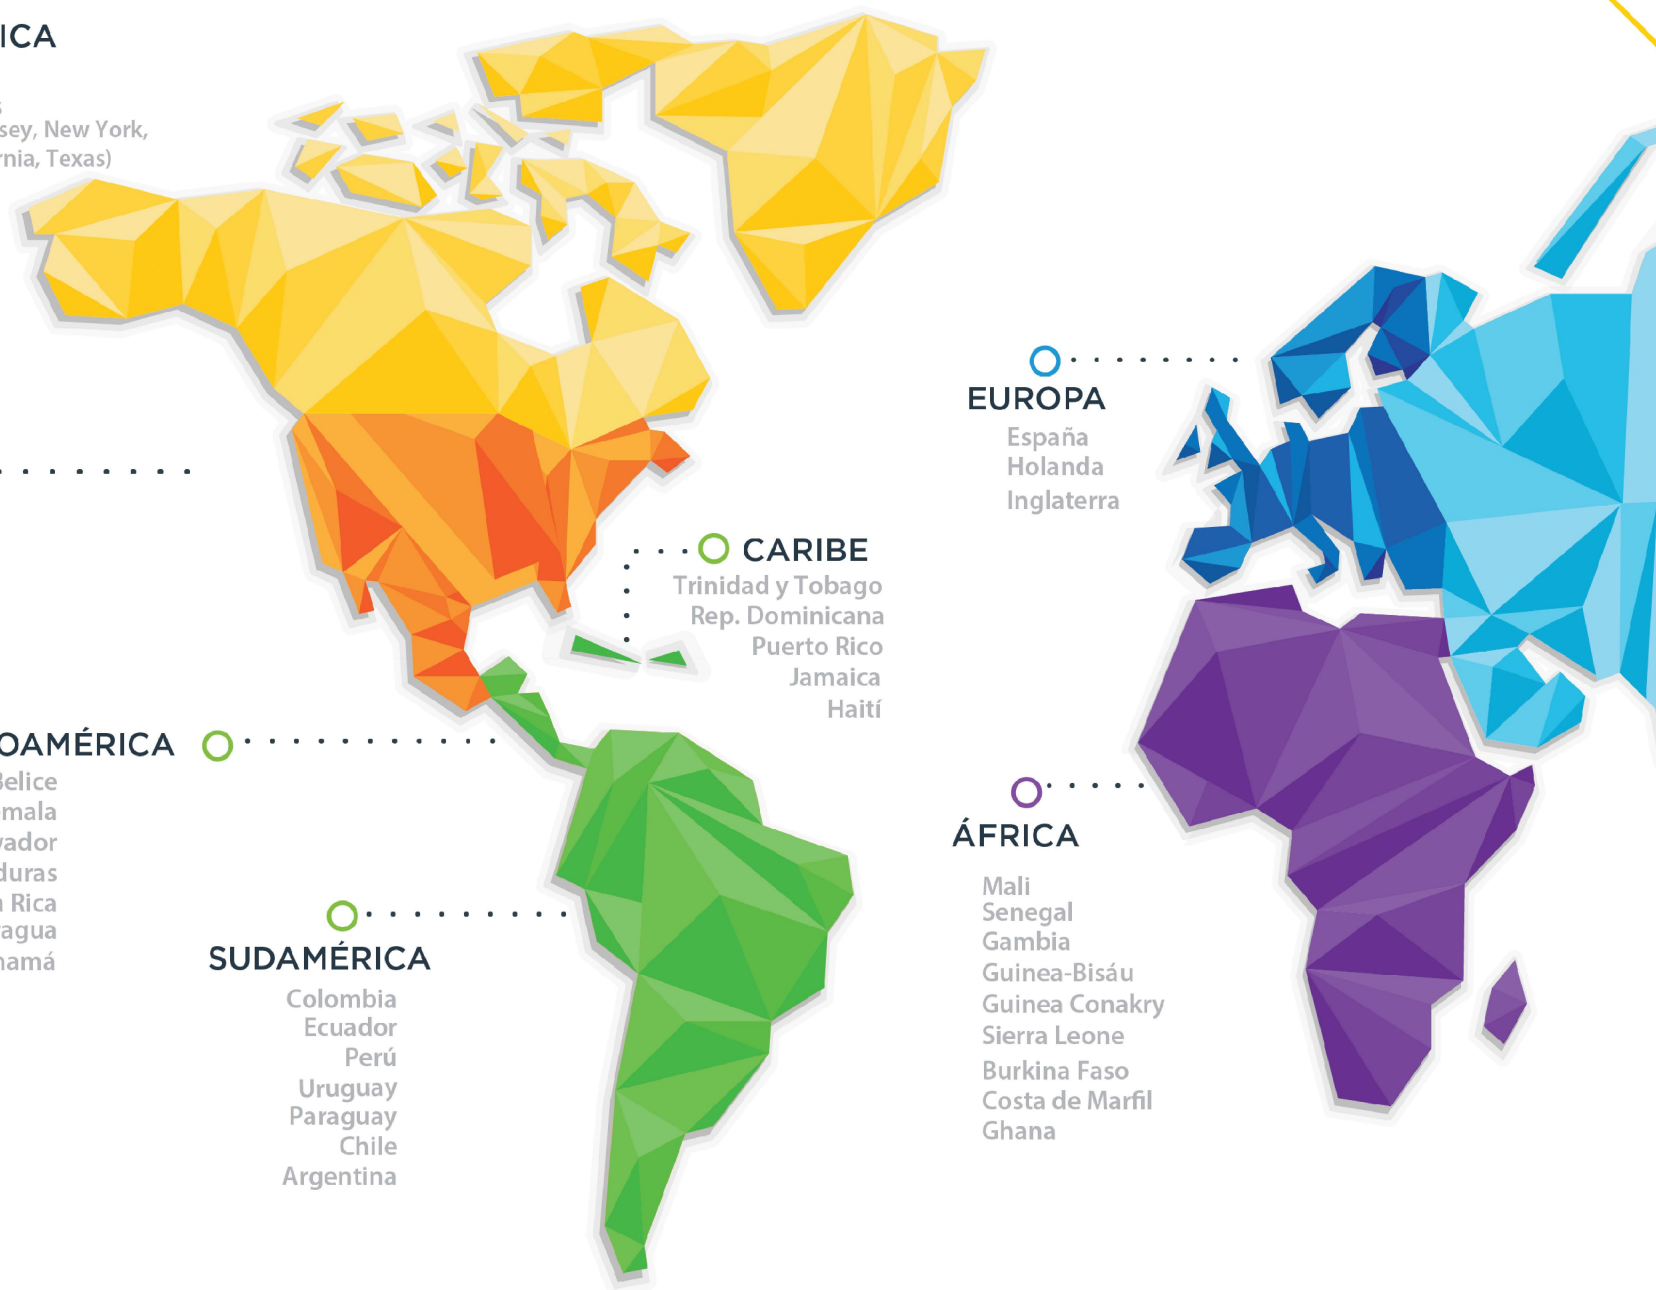 ICA
sey, New York,
rnia, Texas)
EUROPA
España
Holanda
Inglaterra
CARIBE
Trinidad y Tobago
Rep. Dominicana
Puerto Rico
Jamaica
Haití
OAMÉRICA
Belice
mala
vador
duras
Rica
agua
namá
ÁFRICA
Mali
Senegal
Gambia
Guinea-Bisáu
Guinea Conakry
Sierra Leone
Burkina Faso
Costa de Marfil
Ghana
SUDAMÉRICA
Colombia
Ecuador
Perú
Uruguay
Paraguay
Chile
Argentina